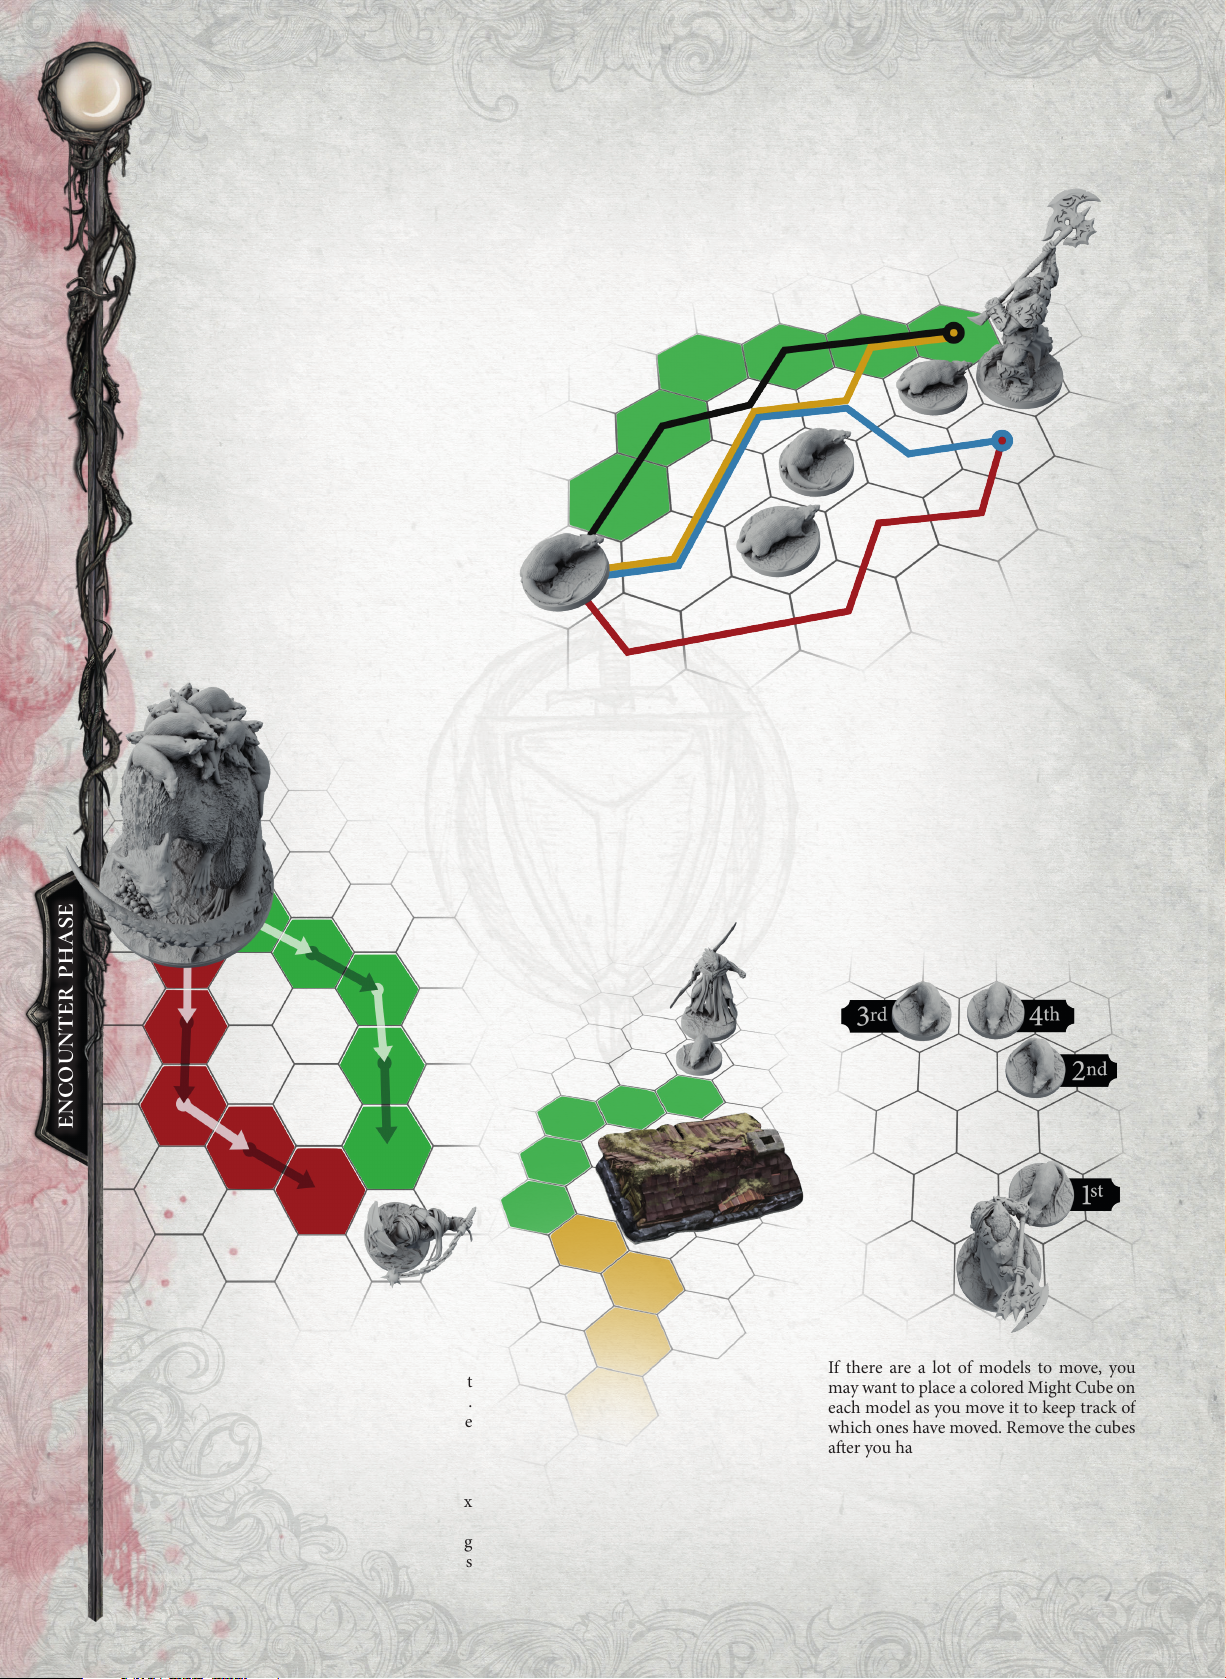 ENCOUNTER PHASE
3rd
4th
2nd
1st
t
.
e
x
g
s
If there are a lot of models to move, you
may want to place a colored Might Cube on
each model as you move it to keep track of
which ones have moved. Remove the cubes
after you ha